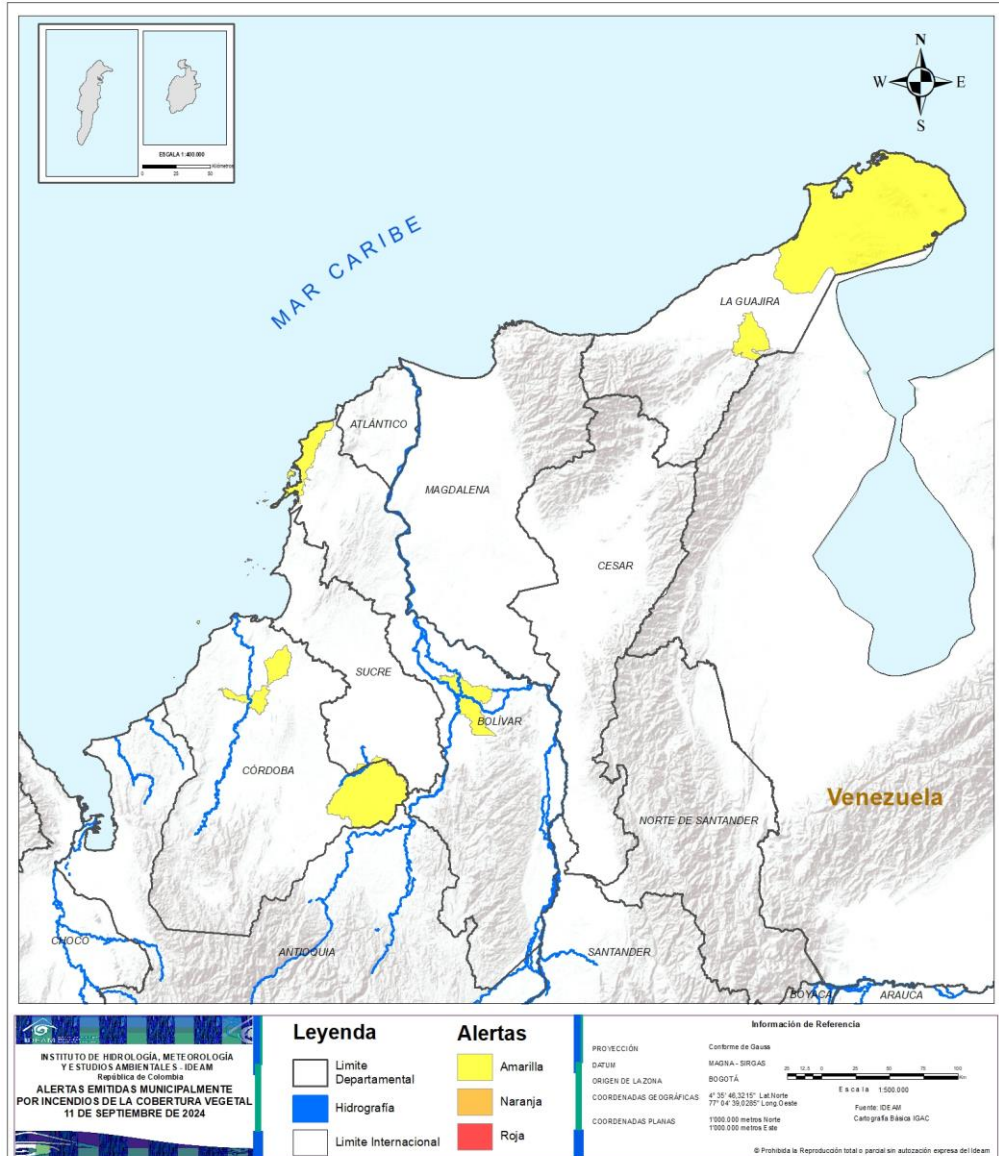 N
W E
S
ESCALA 1:400.000
MAR CARIBE
LA GUAJIRA
ATLÁNTICO
MAGDALENA
CESAR
SUCRE
BOLÍVAR
CÓRDOBA
NORTE DE SANTANDER
Venezuela
CHOCO
ANTIOQUIA
SANTANDER
BOYACÁ
ARAUCA
IDEAM
INSTITUTO DE HIDROLOGÍA, METEOROLOGÍA
Y ESTUDIOS AMBIENTALES - IDEAM
República de Colombia
ALERTAS EMITIDAS MUNICIPALMENTE
POR INCENDIOS DE LA COBERTURA VEGETAL
11 DE SEPTIEMBRE DE 2024
Leyenda
Limite
Departamental
Hidrografía
Limite Internacional
Alertas
Amarilla
Naranja
Roja
Información de Referencia
PROYECCIÓN Conforme de Gauss
DATUM MAGNA - SIRGAS
ORIGEN DE LA ZONA BOGOTÁ
COORDENADAS GEOGRÁFICAS 4° 35' 46,3215" Lat.Norte
77° 04' 39,0285" Long.Oeste
COORDENADAS PLANAS 1'000.000 metros Norte
1'000.000 metros Este
Escala 1:500.000
Fuente: IDEAM
Cartografía Básica IGAC
© Prohibida la Reproducción total o parcial sin autozación expresa del Ideam